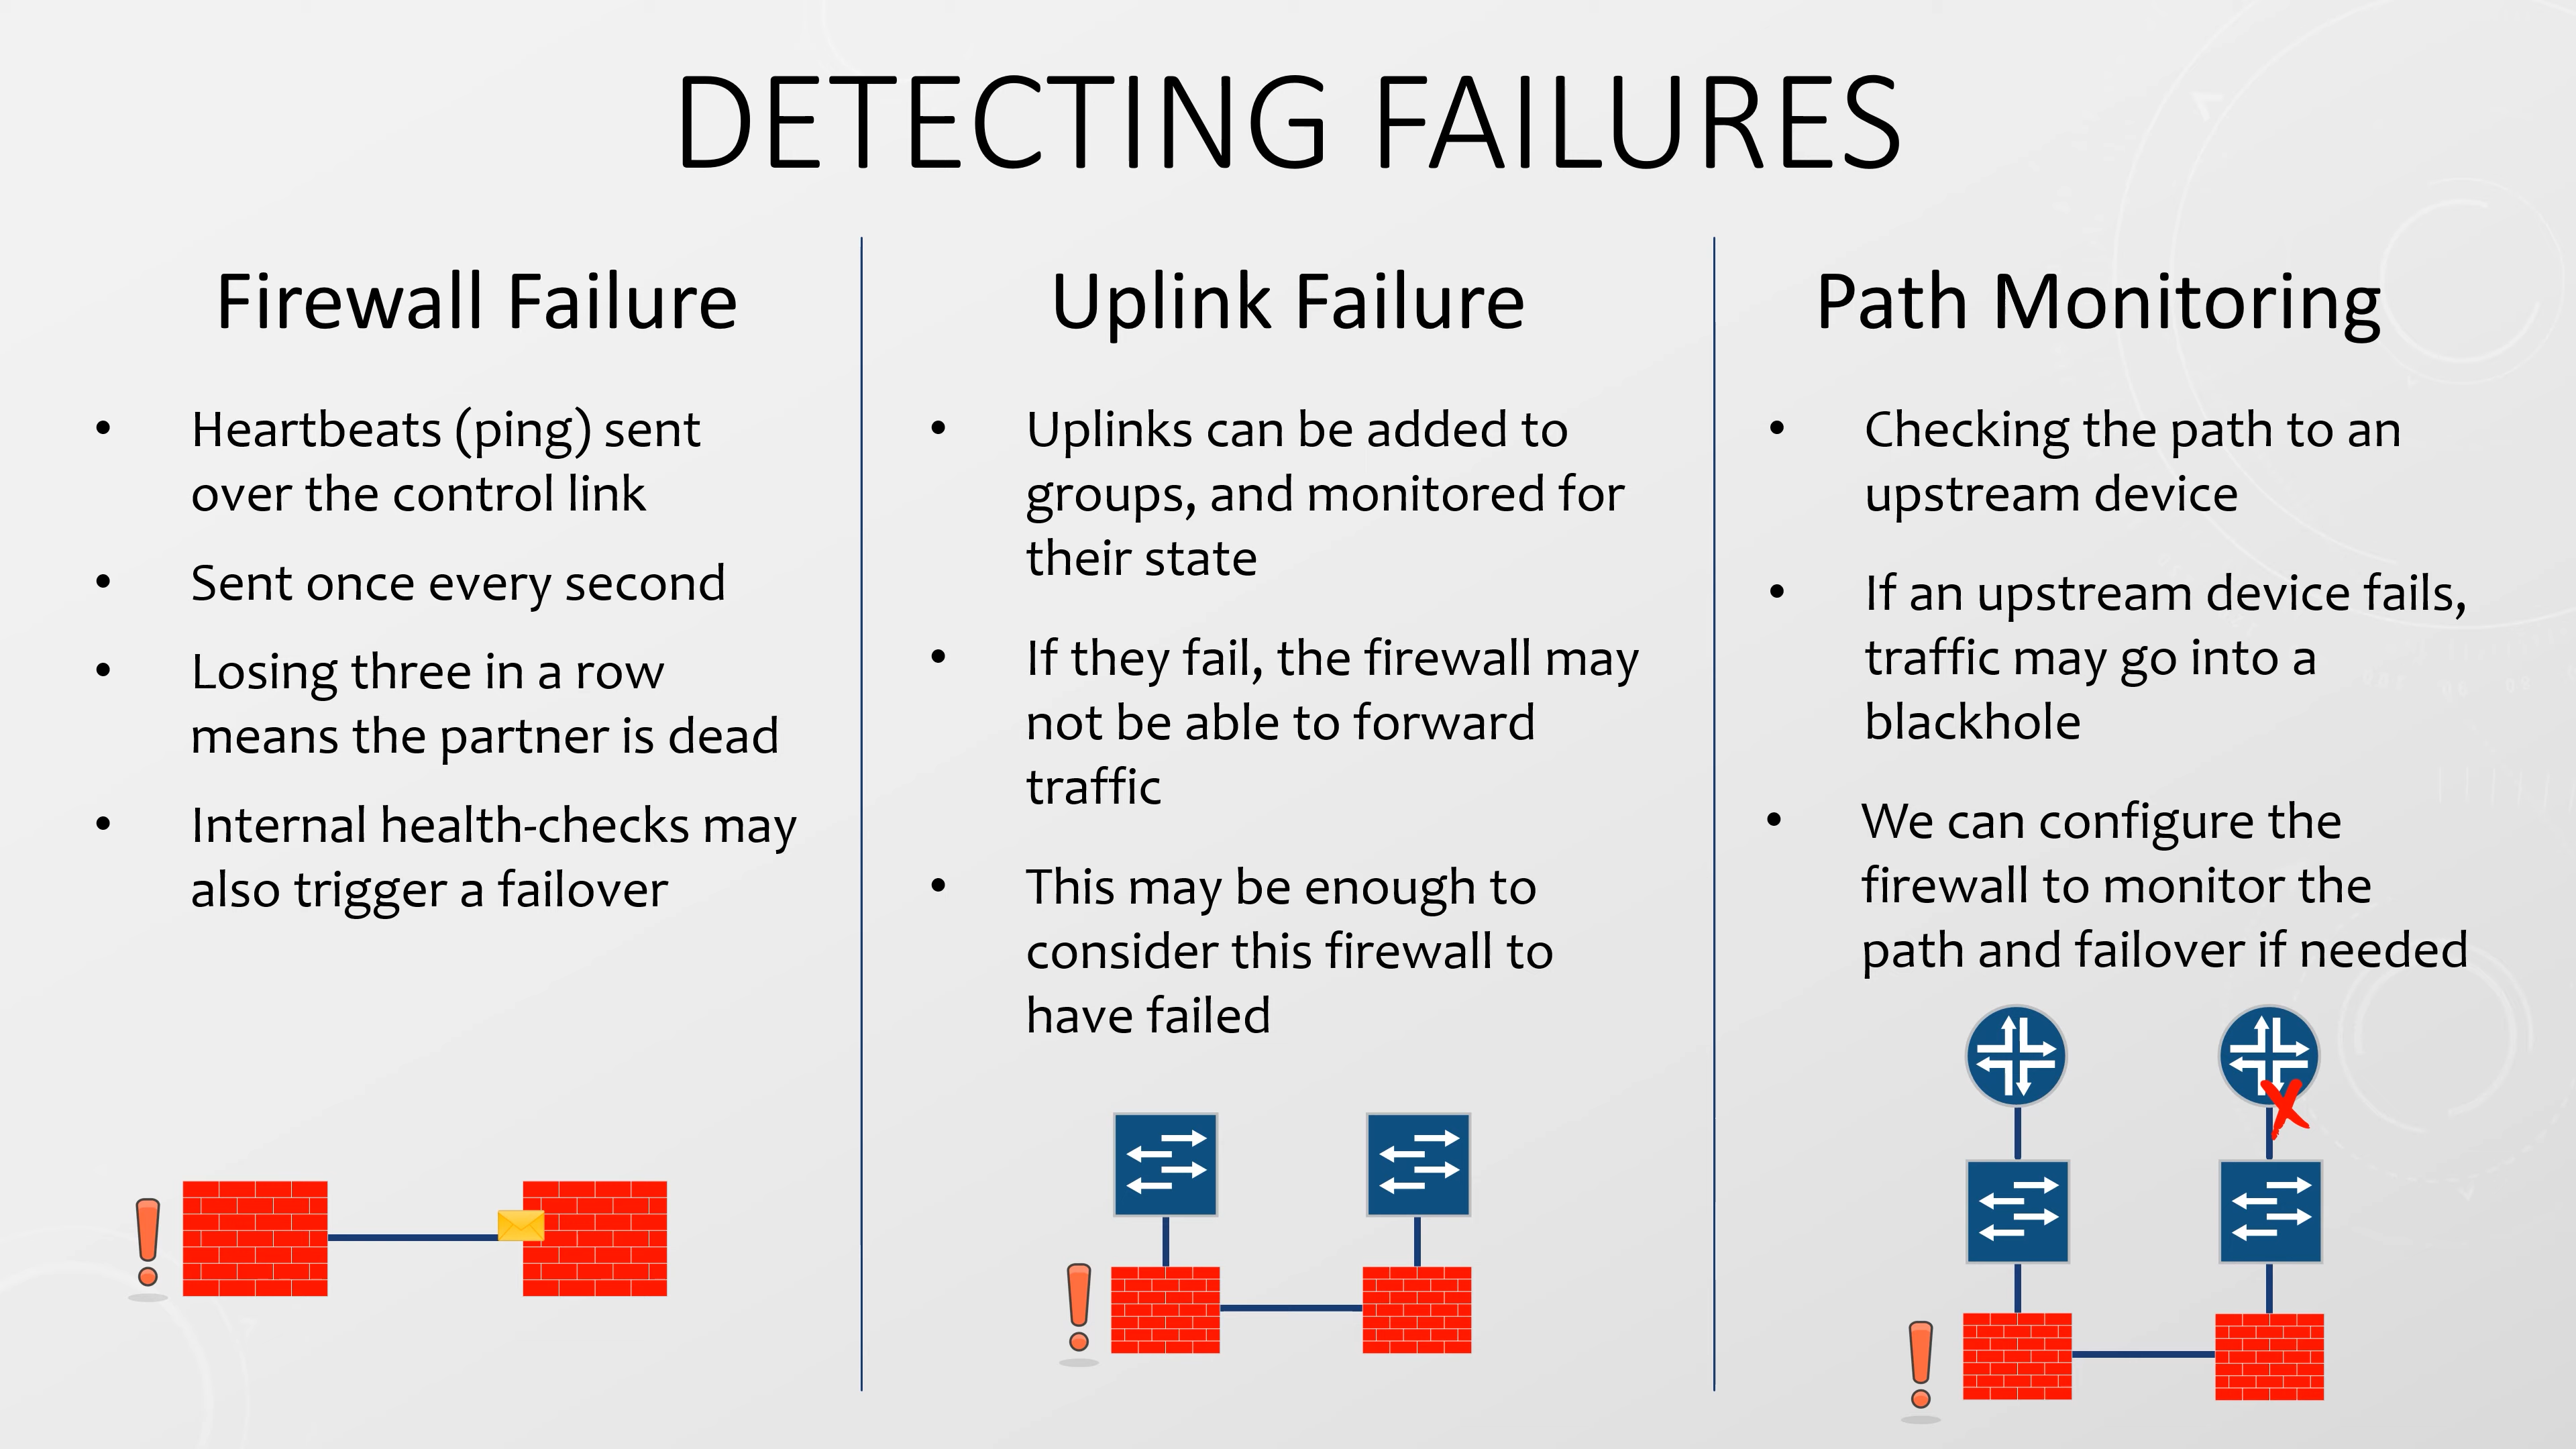 DETECTING FAILURES
Firewall Failure
• Heartbeats (ping) sent
over the control link
• Sent once every second
• Losing three in a row
means the partner is dead
• Internal health-checks may
also trigger a failover
Uplink Failure
• Uplinks can be added to
groups, and monitored for
their state
• If they fail, the firewall may
not be able to forward
traffic
• This may be enough to
consider this firewall to
have failed
Path Monitoring
• Checking the path to an
upstream device
• If an upstream device fails,
traffic may go into a
blackhole
• We can configure the
firewall to monitor the
path and failover if needed